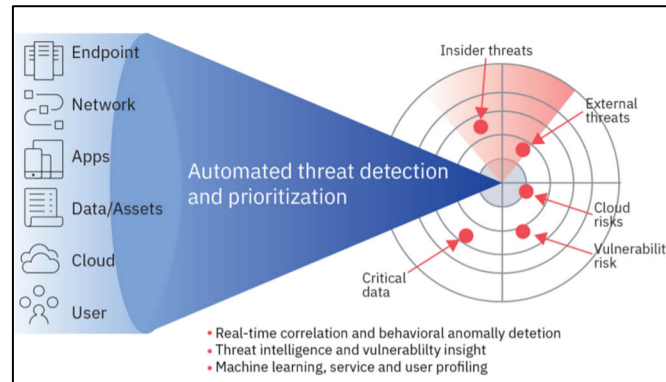 Endpoint
Network
Apps
Data/Assets
Cloud
User
Automated threat detection
and prioritization
Insider threats
External
threats
Cloud
risks
Vulnerability
risk
Critical
data
• Real-time correlation and behavioral anomally detetion
• Threat intelligence and vulnerablilty insight
• Machine learning, service and user profiling